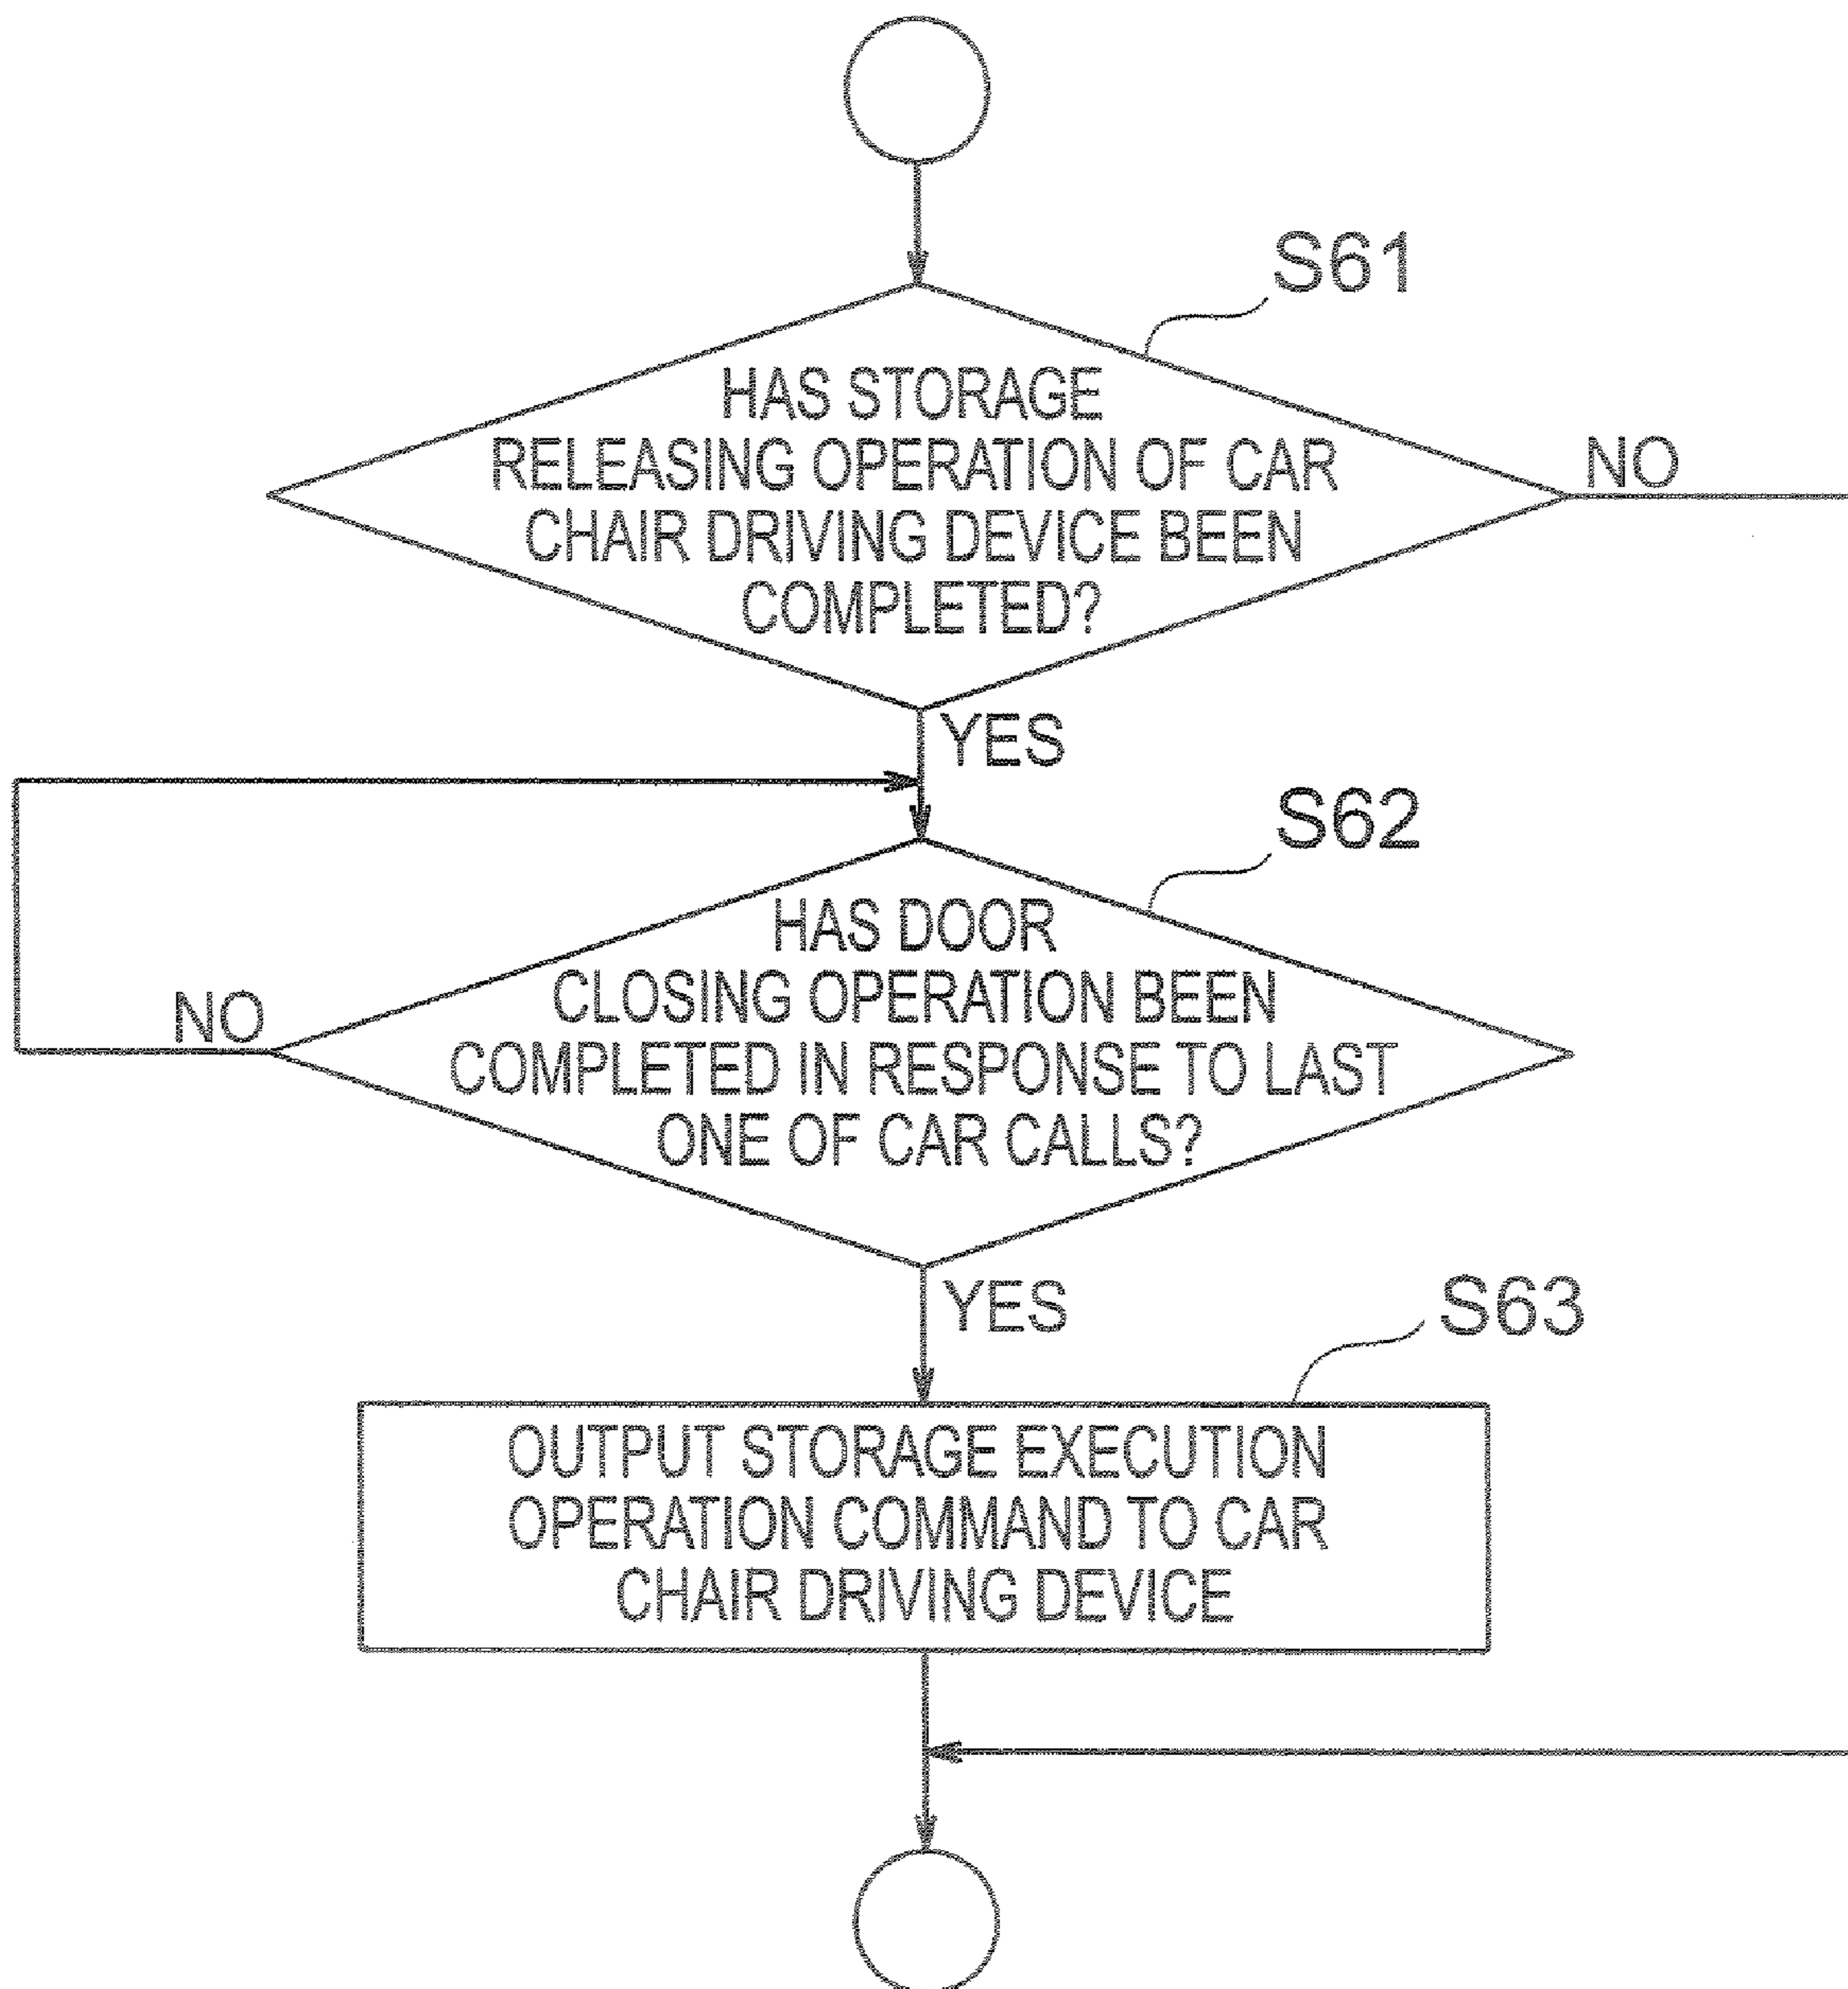 S61
HAS STORAGE
RELEASING OPERATION OF CAR
CHAIR DRIVING DEVICE BEEN
COMPLETED?
NO
YES
S62
HAS DOOR
CLOSING OPERATION BEEN
COMPLETED IN RESPONSE TO LAST
ONE OF CAR CALLS?
NO
YES
S63
OUTPUT STORAGE EXECUTION
OPERATION COMMAND TO CAR
CHAIR DRIVING DEVICE